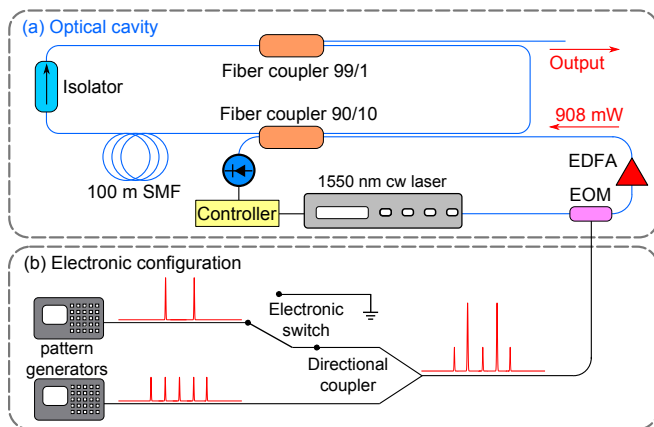 (a) Optical cavity
Output
Fiber coupler 99/1
Isolator
Fiber coupler 90/10
908 mW
EDFA
100 m SMF
1550 nm cw laser
EOM
Controller
(b) Electronic configuration
Electronic
switch
pattern
generators
Directional
coupler